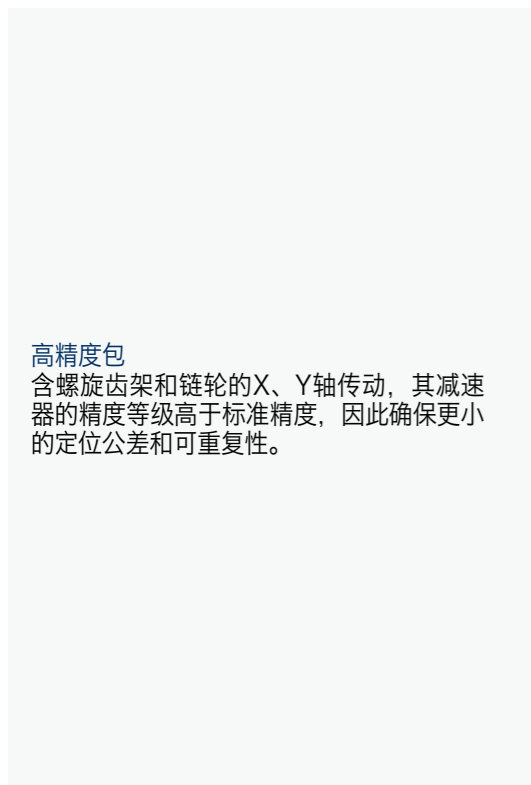 高精度包
含螺旋齿架和链轮的X、Y轴传动，其减速
器的精度等级高于标准精度，因此确保更小
的定位公差和可重复性。